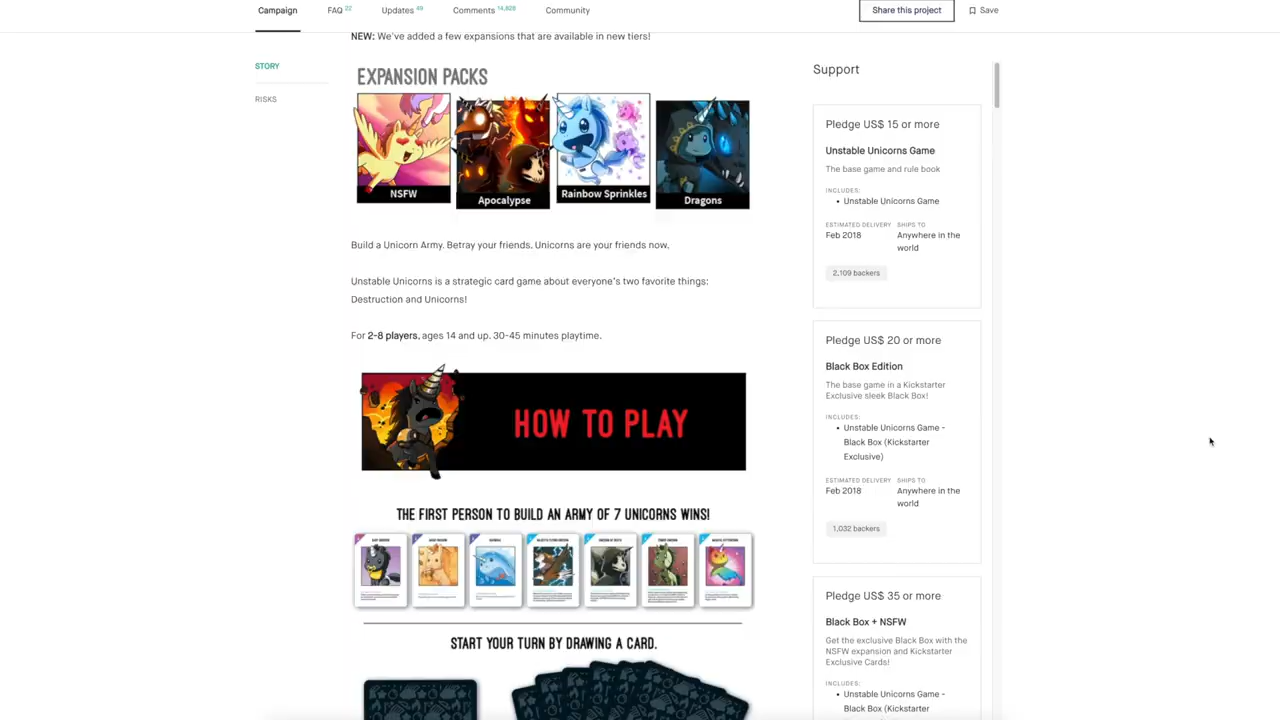 Campaign
FAQ 22
Updates 49
Comments 14,828
Community
Share this project
Save
NEW: We've added a few expansions that are available in new tiers!
STORY
RISKS
EXPANSION PACKS
NSFW
Apocalypse
Rainbow Sprinkles
Dragons
Build a Unicorn Army. Betray your friends. Unicorns are your friends now.
Unstable Unicorns is a strategic card game about everyone's two favorite things:
Destruction and Unicorns!
For 2-8 players, ages 14 and up. 30-45 minutes playtime.
HOW TO PLAY
THE FIRST PERSON TO BUILD AN ARMY OF 7 UNICORNS WINS!
START YOUR TURN BY DRAWING A CARD.
Support
Pledge US$ 15 or more
Unstable Unicorns Game
The base game and rule book
INCLUDES:
• Unstable Unicorns Game
ESTIMATED DELIVERY
Feb 2018
SHIPS TO
Anywhere in the
world
2,109 backers
Pledge US$ 20 or more
Black Box Edition
The base game in a Kickstarter
Exclusive sleek Black Box!
INCLUDES:
• Unstable Unicorns Game -
Black Box (Kickstarter
Exclusive)
ESTIMATED DELIVERY
Feb 2018
SHIPS TO
Anywhere in the
world
1,032 backers
Pledge US$ 35 or more
Black Box + NSFW
Get the exclusive Black Box with the
NSFW expansion and Kickstarter
Exclusive Cards!
INCLUDES:
• Unstable Unicorns Game -
Black Box (Kickstarter